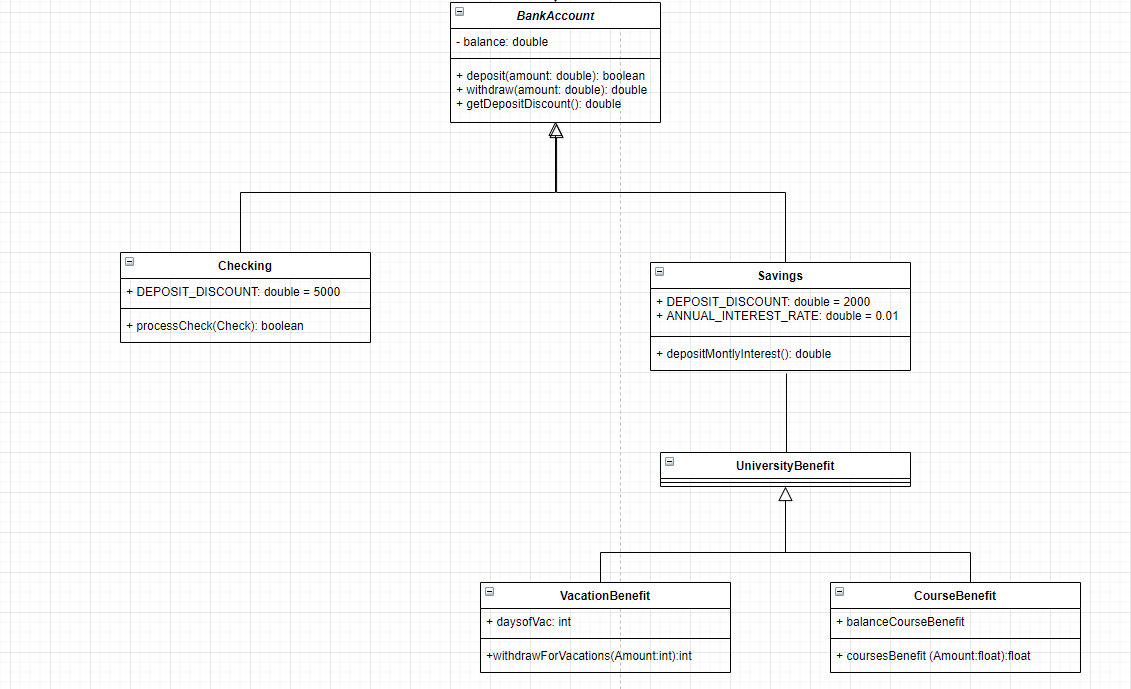 BankAccount
- balance: double
+ deposit(amount: double): boolean
+ withdraw(amount: double): double
+ getDepositDiscount(): double
Checking
+ DEPOSIT_DISCOUNT: double = 5000
+ processCheck(Check): boolean
Savings
+ DEPOSIT_DISCOUNT: double = 2000
+ ANNUAL_INTEREST_RATE: double = 0.01
+ depositMontlyInterest(): double
UniversityBenefit
VacationBenefit
+ daysofVac: int
+withdrawForVacations(Amount:int):int
CourseBenefit
+ balanceCourseBenefit
+ coursesBenefit (Amount:float):float